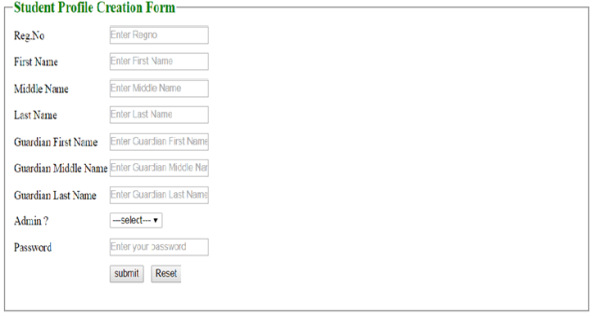 Student Profile Creation Form
Reg.No Enter Regno
First Name Enter First Name
Middle Name Enter Middle Name
Last Name Enter Last Name
Guardian First Name Enter Guardian First Name
Guardian Middle Name Enter Guardian Middle Nar
Guardian Last Name Enter Guardian Last Name
Admin ? ---select---
Password Enter your password
submit Reset